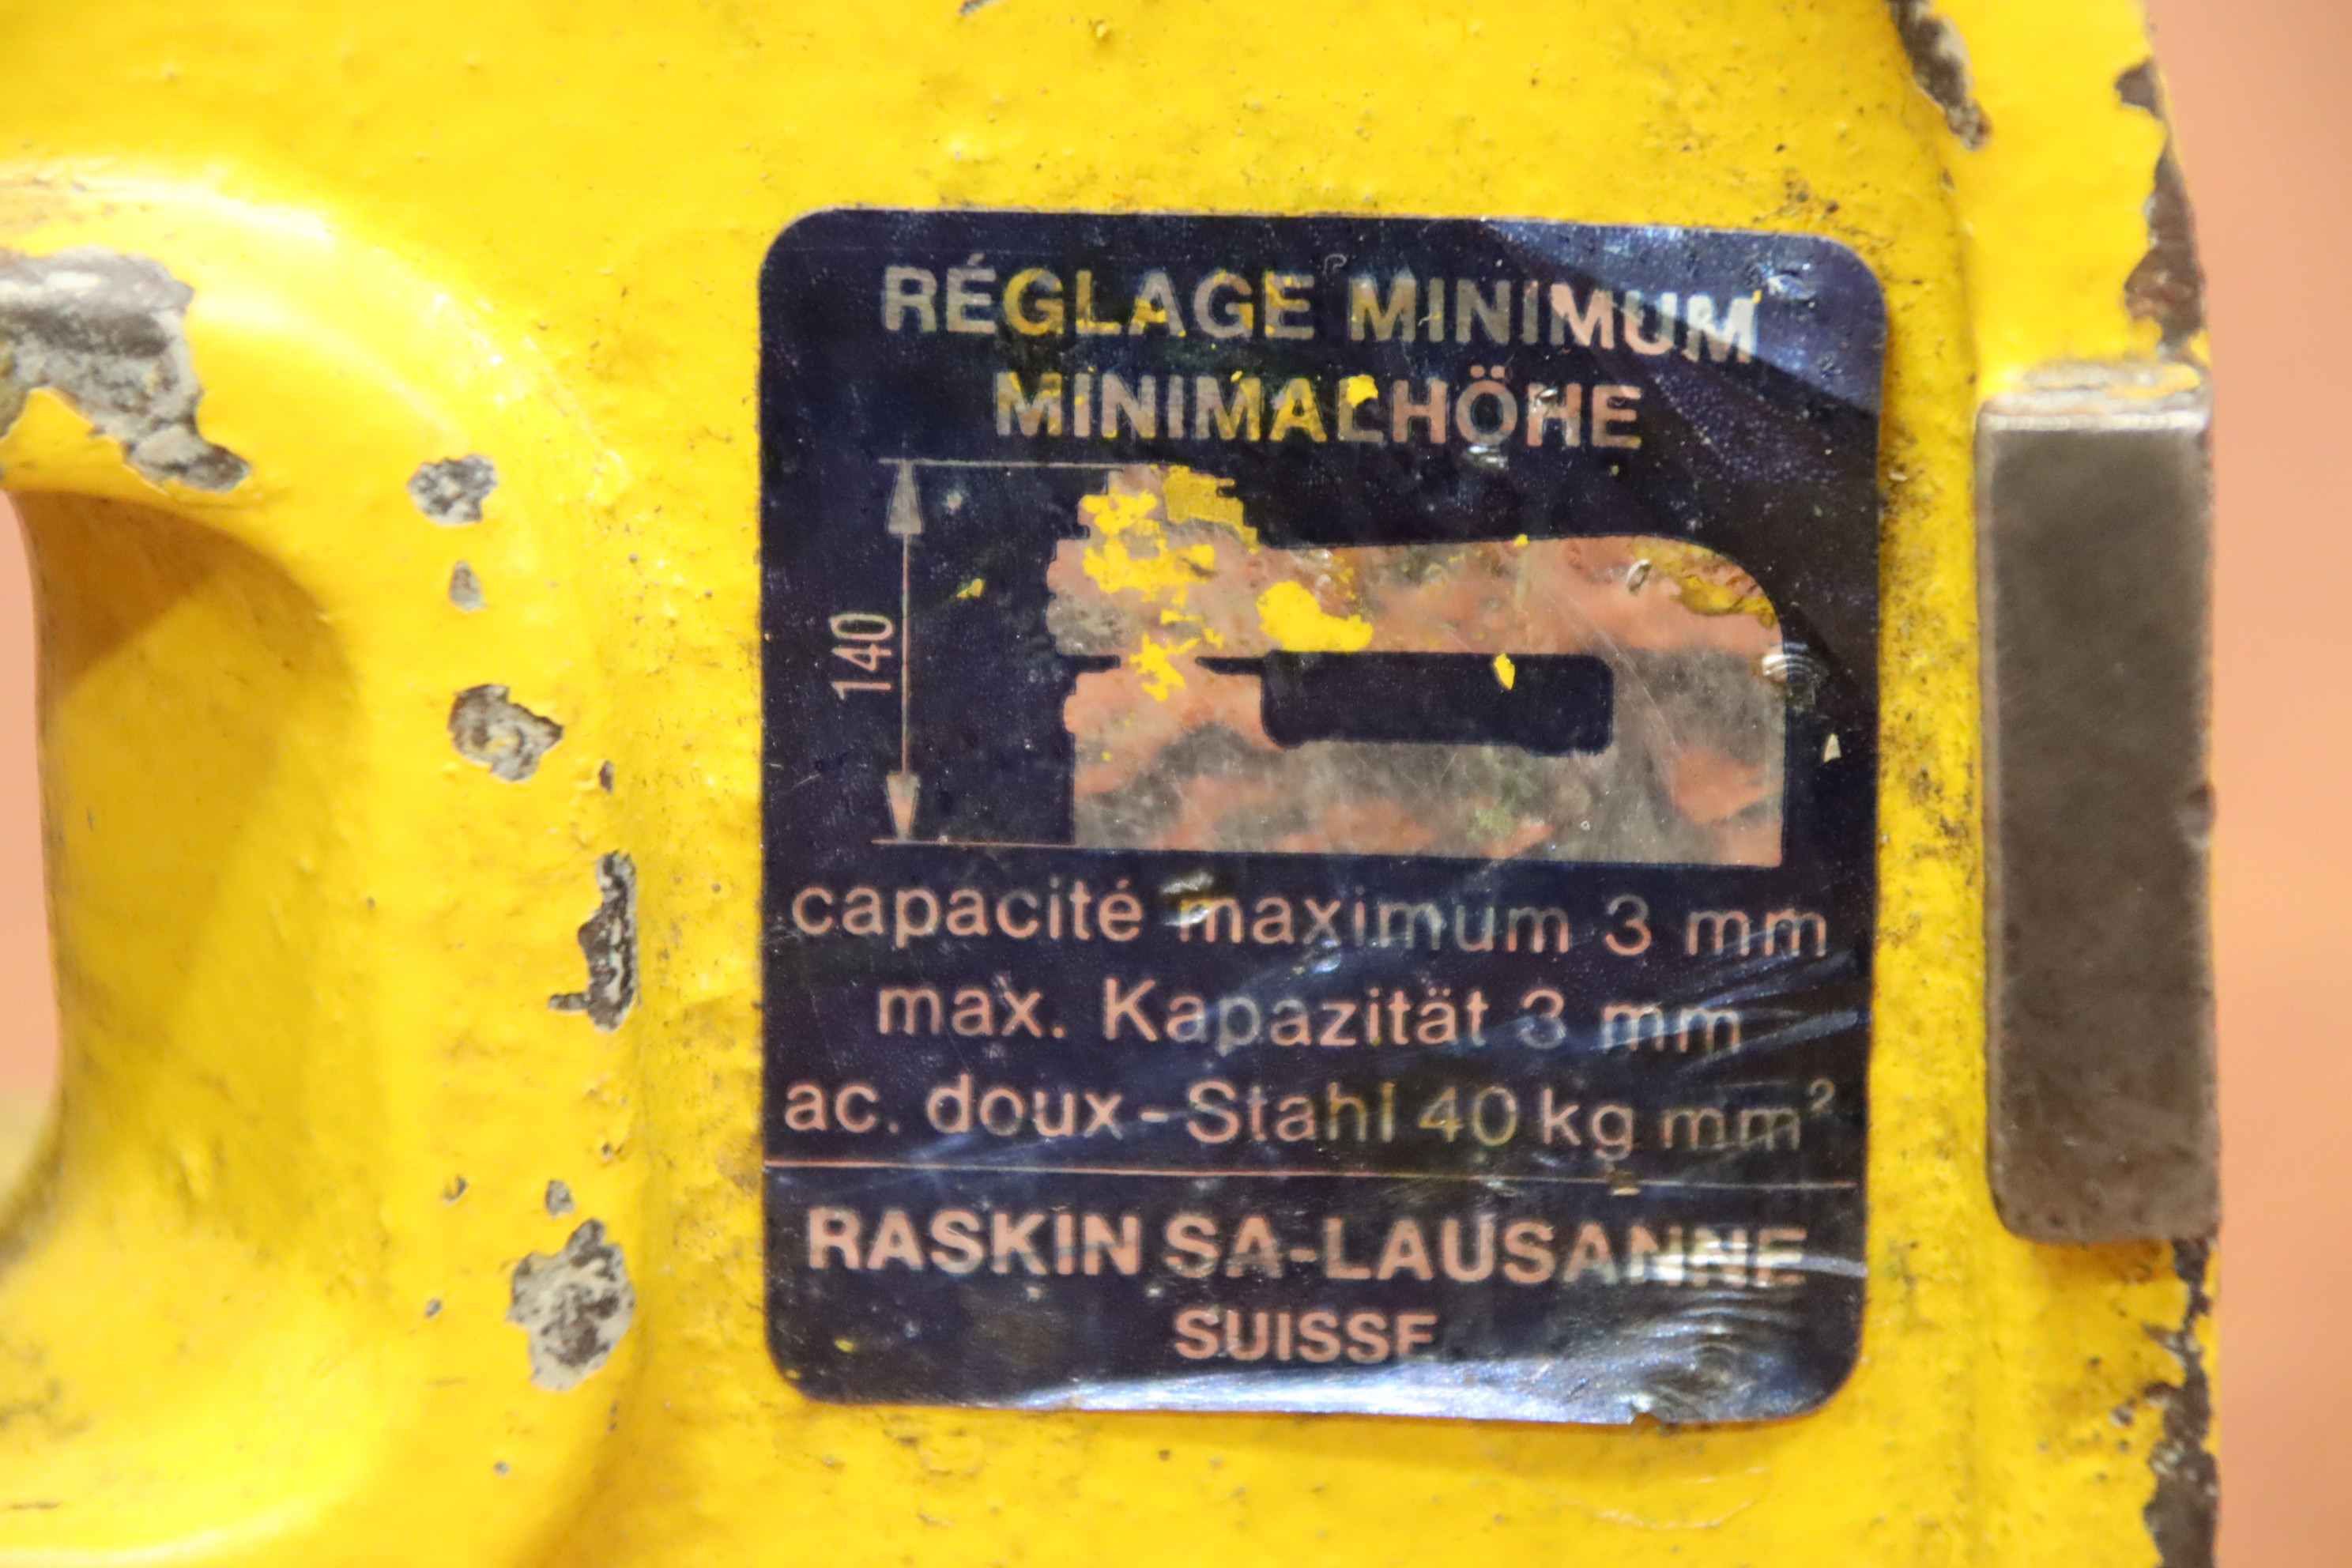 RÉGLAGE MINIMUM
MINIMALHÖHE
140
capacité maximum 3 mm
max. Kapazität 3 mm
ac. doux - Stahl 40 kg mm²
RASKIN SA-LAUSANNE
SUISSE